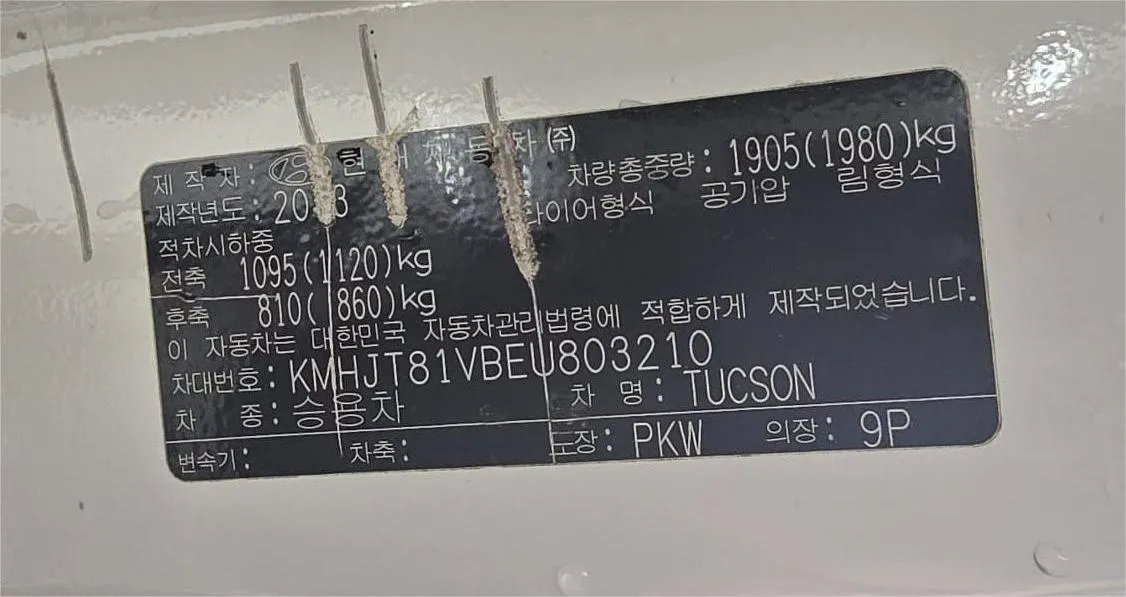 제 작 자: 현대자동차(주)
제작년도: 20 3 차량총중량: 1905(1980)kg
적차시하중 타이어형식 공기압 림형식
전축 1095(1120)kg
후축 810( 860)kg
이 자동차는 대한민국 자동차관리법령에 적합하게 제작되었습니다.
차대번호: KMHJT81VBEU803210
차 종: 승용차 차 명: TUCSON
변속기: 차축: 도장: PKW 의장: 9P